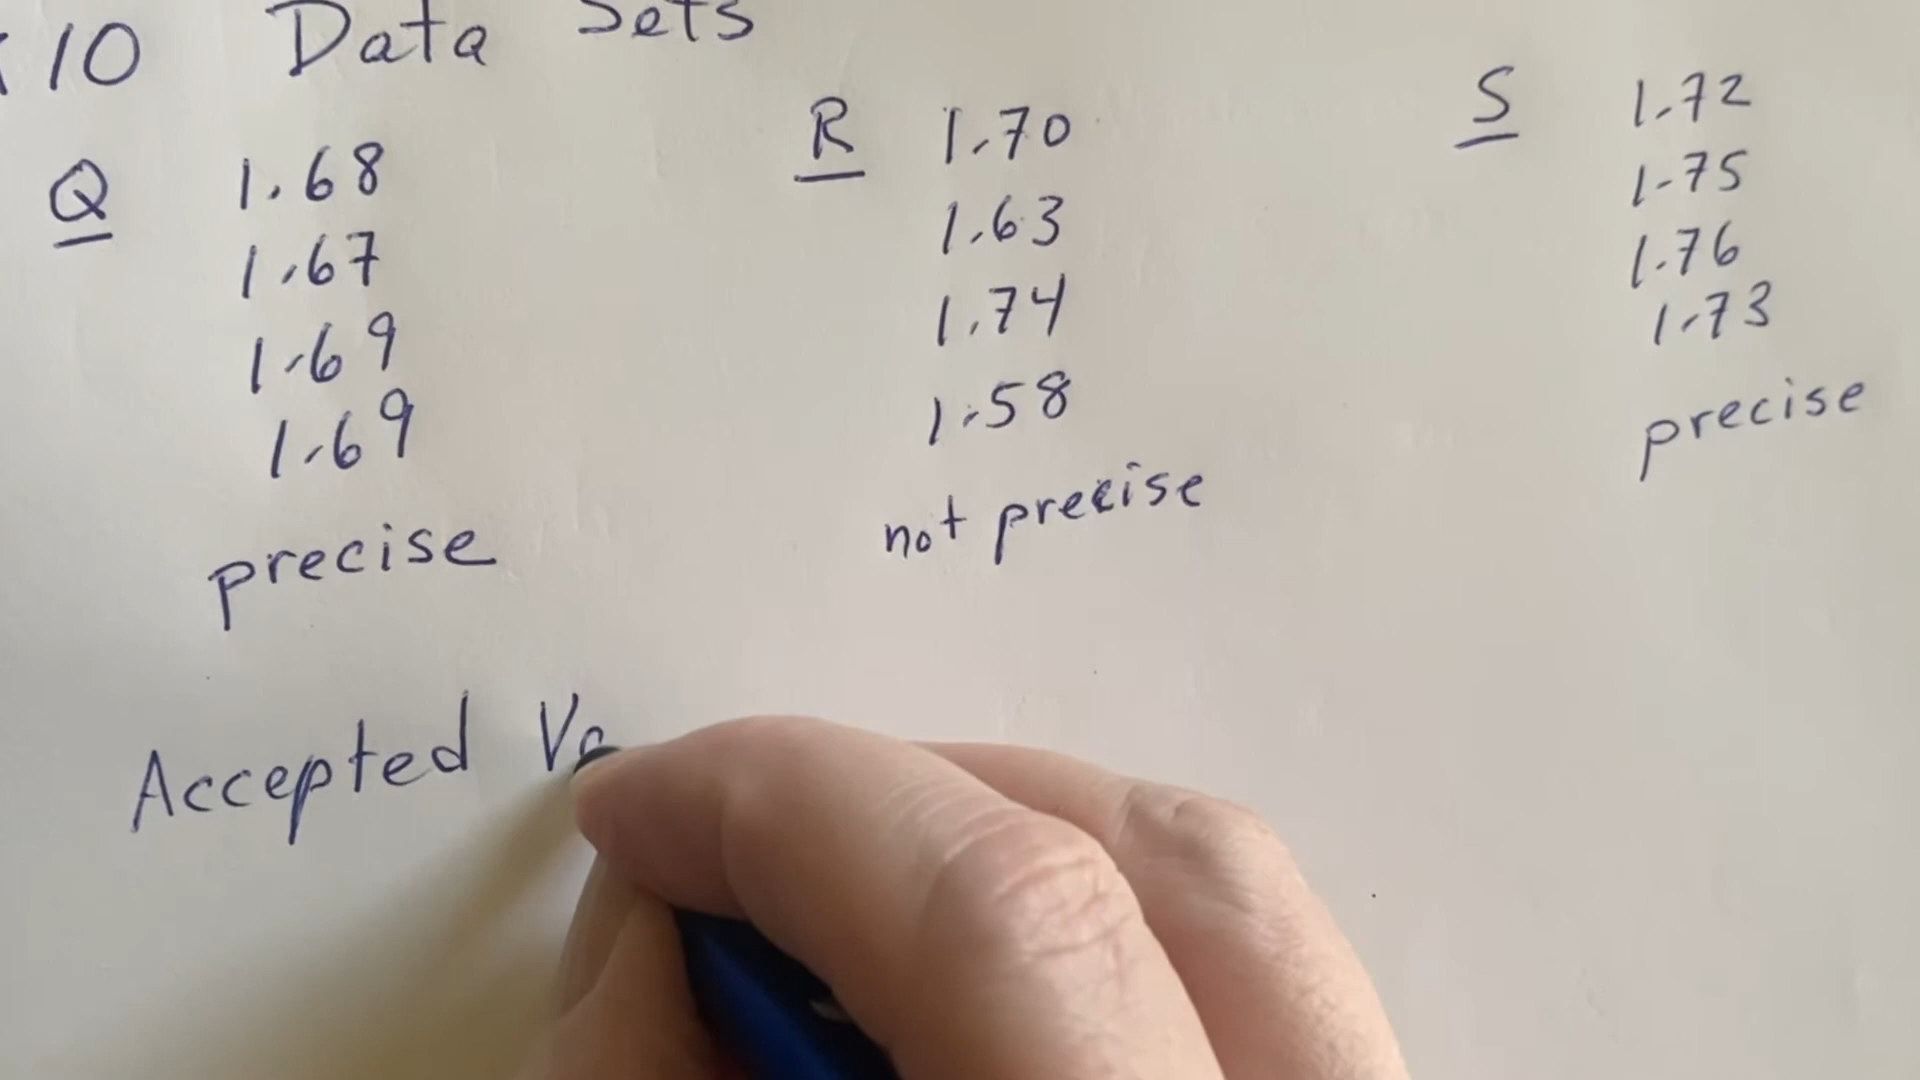 10 Data Sets
Q
1.68
1.67
1.69
1.69
precise
R
1.70
1.63
1.74
1.58
not precise
S
1.72
1.75
1.76
1.73
precise
Accepted Va